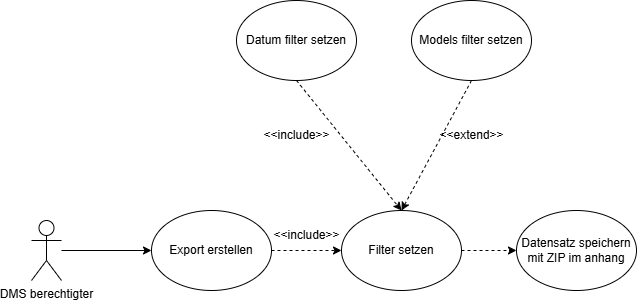 Datum filter setzen
Models filter setzen
<<include>>
<<extend>>
<<include>>
Export erstellen
Filter setzen
Datensatz speichern
mit ZIP im anhang
DMS berechtigter